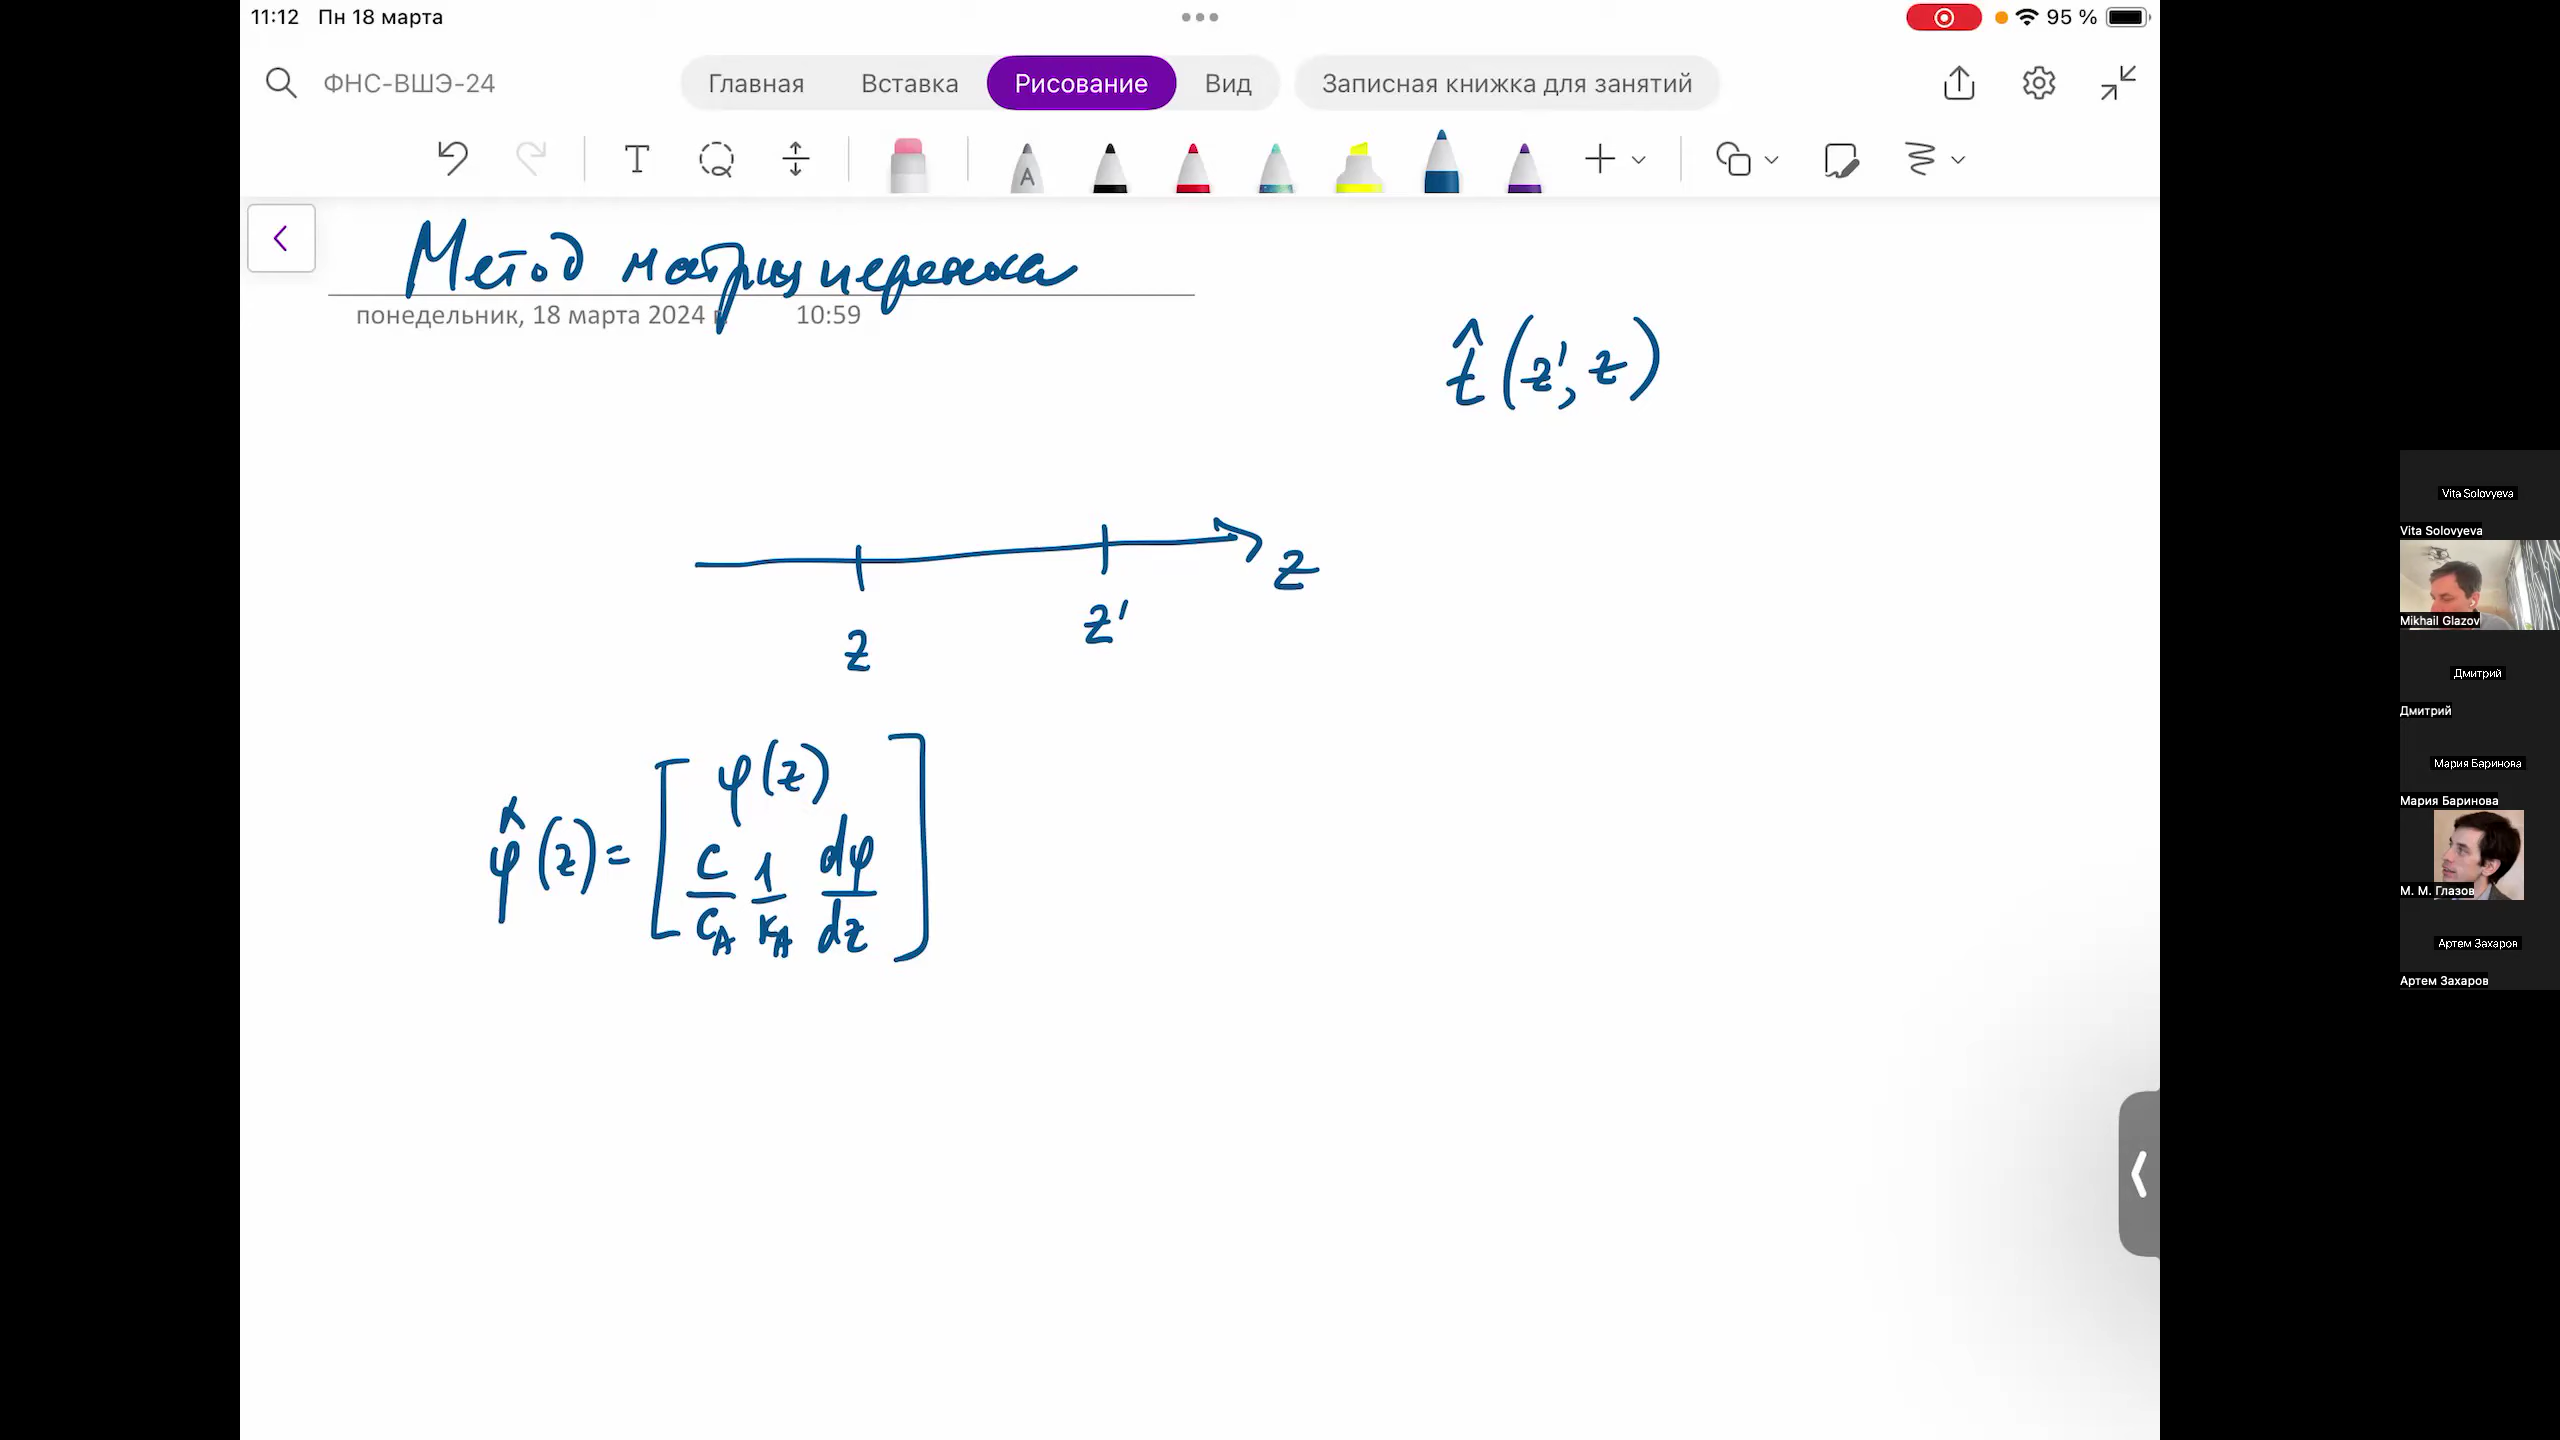 11:12 Пн 18 марта
95 %
ФНС-ВШЭ-24
Главная Вставка Рисование Вид Записная книжка для занятий
T
A
Метод матриц переноса
понедельник, 18 марта 2024 г. 10:59
t̂ (z', z)
z
z z'
φ̂(z) = [ φ(z)
C/C_A 1/k_A dφ/dz ]
Vita Solovyeva
Vita Solovyeva
Mikhail Glazov
Дмитрий
Дмитрий
Мария Баринова
Мария Баринова
М. М. Глазов
Артем Захаров
Артем Захаров